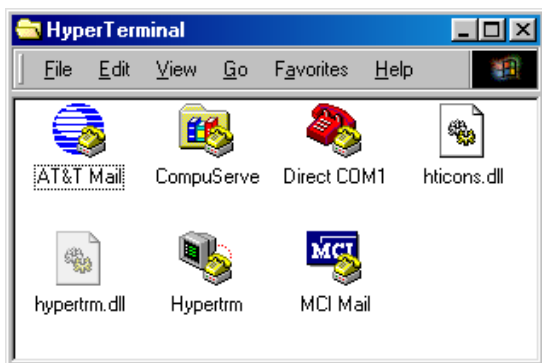 HyperTerminal
File Edit View Go Favorites Help
AT&T Mail CompuServe Direct COM1 hticons.dll
MCI
hypertrm.dll Hypertrm MCI Mail